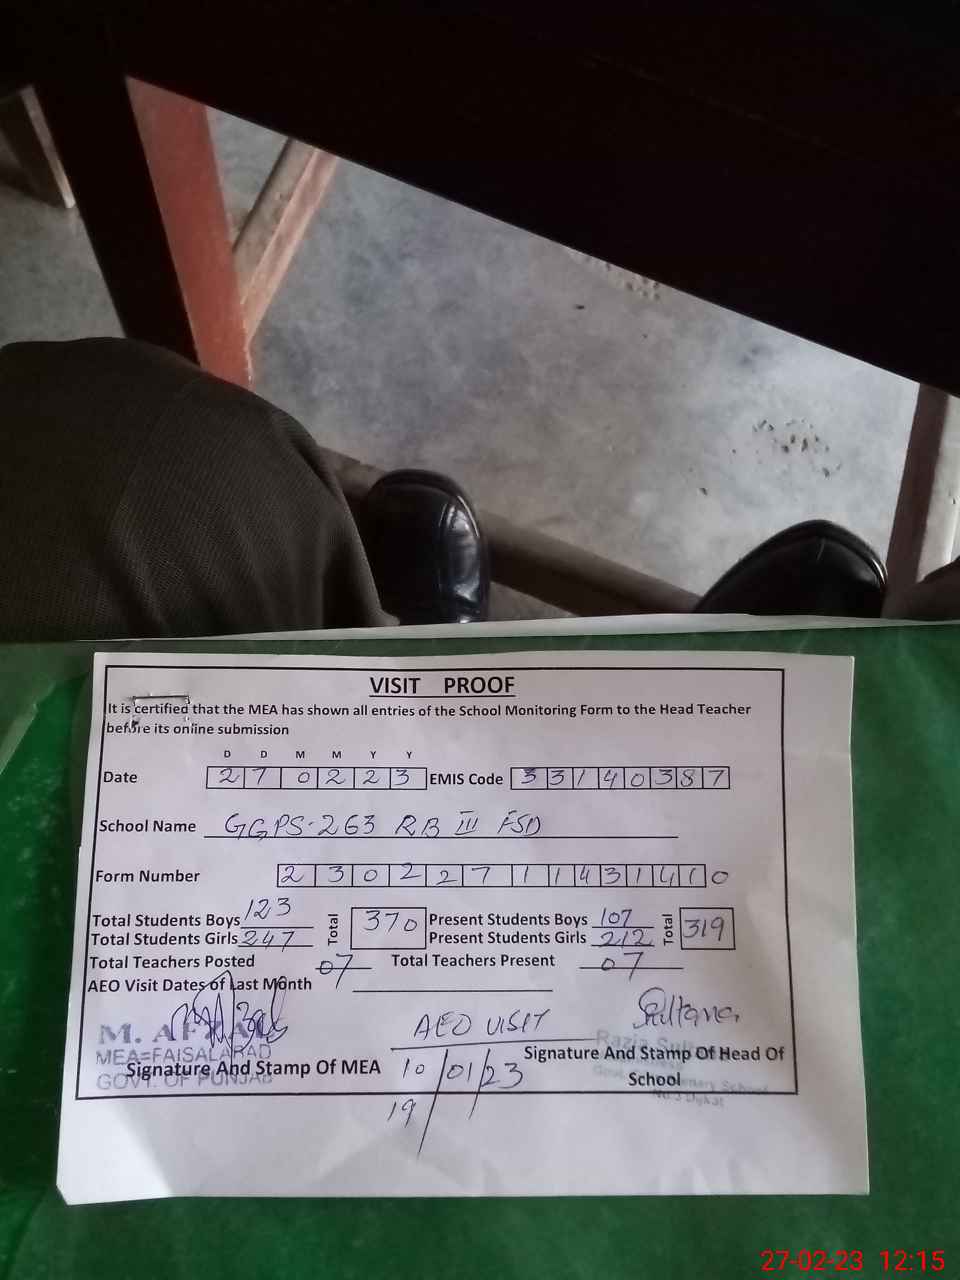 VISIT PROOF
It is certified that the MEA has shown all entries of the School Monitoring Form to the Head Teacher
before its online submission
D D M M Y Y
Date 2 7 0 2 2 3 EMIS Code 3 3 1 4 0 3 8 7
School Name GGPS-263 RB III FSD
Form Number 2 3 0 2 2 7 1 1 4 3 1 4 1 0
Total Students Boys 123 Total 370 Present Students Boys 107 Total 319
Total Students Girls 247 Present Students Girls 212
Total Teachers Posted 07 Total Teachers Present 07
AEO Visit Dates of Last Month
Sultana
AEO VISIT
M. AFZAL
MEA=FAISALABAD
GOVT. OF PUNJAB
Signature And Stamp Of MEA
10/01/23
19
Razia
Signature And Stamp Of Head Of
School
27-02-23 12:15